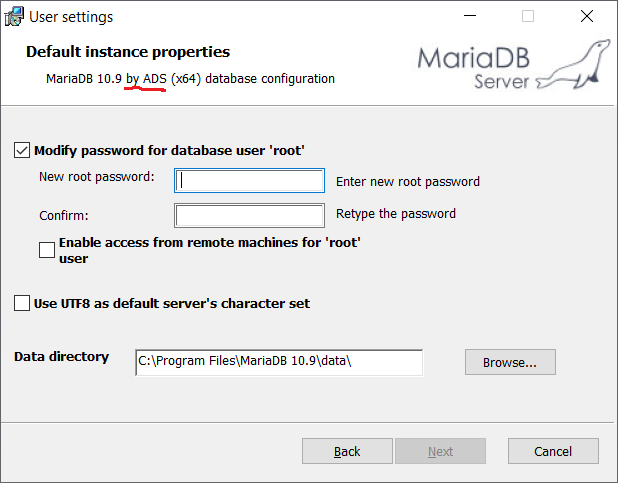 User settings
Default instance properties
MariaDB 10.9 by ADS (x64) database configuration
MariaDB
Server
Modify password for database user 'root'
New root password:
Enter new root password
Confirm:
Retype the password
Enable access from remote machines for 'root'
user
Use UTF8 as default server's character set
Data directory
C:\Program Files\MariaDB 10.9\data\
Browse...
Back
Next
Cancel